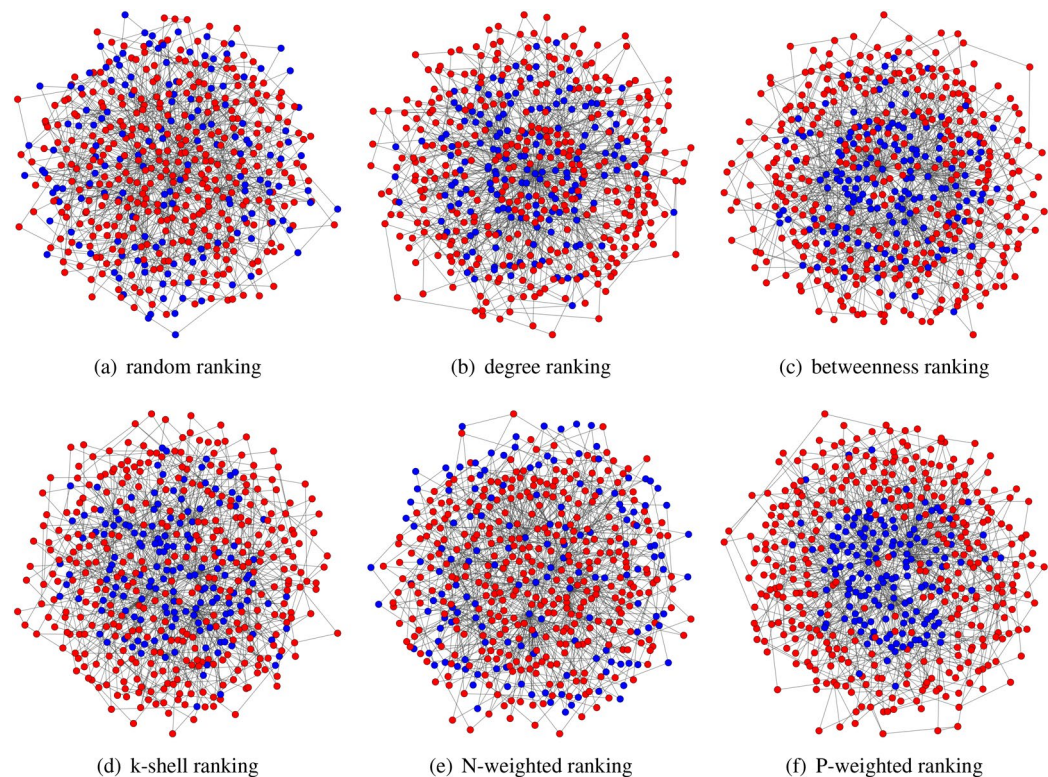 (a) random ranking
(b) degree ranking
(c) betweenness ranking
(d) k-shell ranking
(e) N-weighted ranking
(f) P-weighted ranking